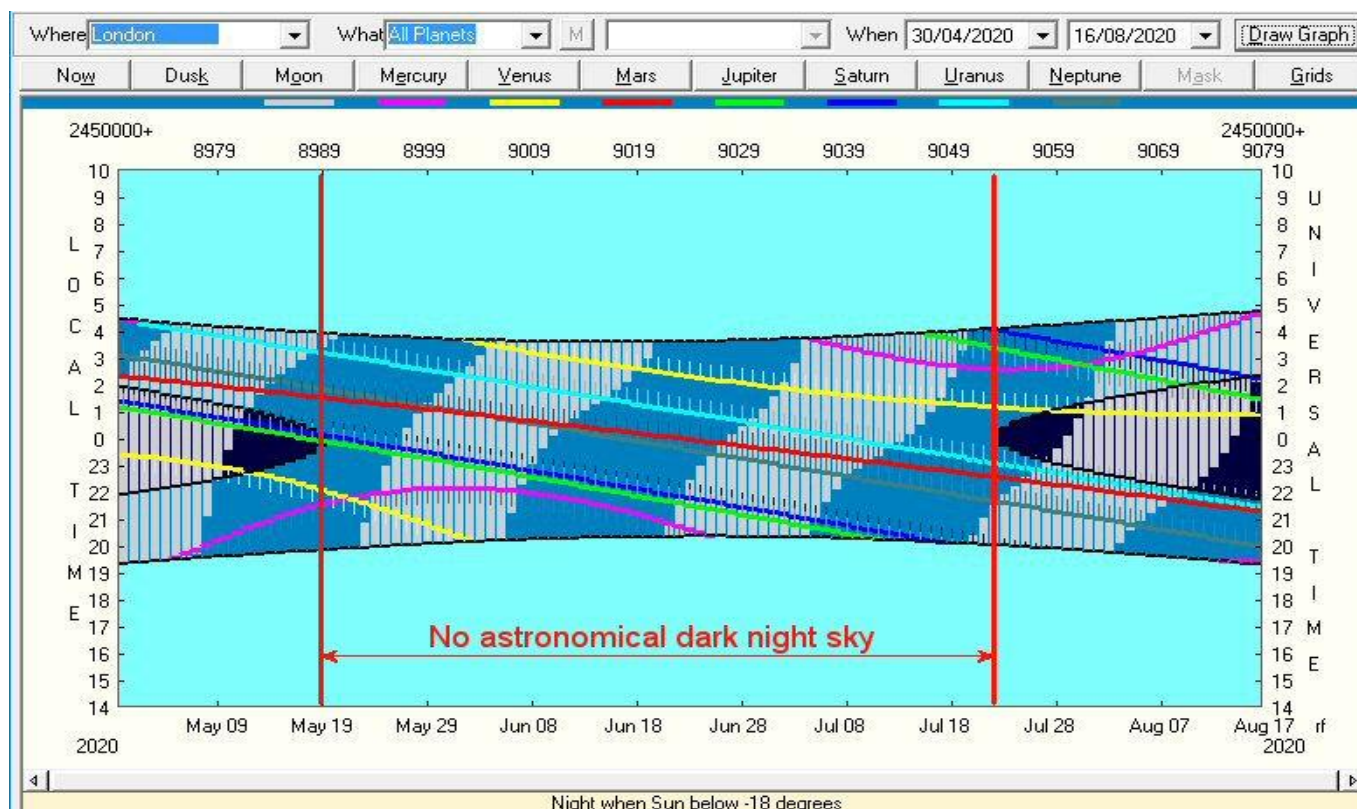 Where London What All Planets M When 30/04/2020 16/08/2020 Draw Graph
Now Dusk Moon Mercury Venus Mars Jupiter Saturn Uranus Neptune Mask Grids
2450000+ 2450000+
8979 8989 8999 9009 9019 9029 9039 9049 9059 9069 9079
10 10
9 9
8 8
7 7
6 6
5 5
4 4
3 3
2 2
1 1
0 0
23 23
22 22
21 21
20 20
19 19
18 18
17 17
16 16
15 15
14 14
LOCAL TIME
UNIVERSAL TIME
No astronomical dark night sky
May 09 May 19 May 29 Jun 08 Jun 18 Jun 28 Jul 08 Jul 18 Jul 28 Aug 07 Aug 17 rf
2020 2020
Night when Sun below -18 degrees